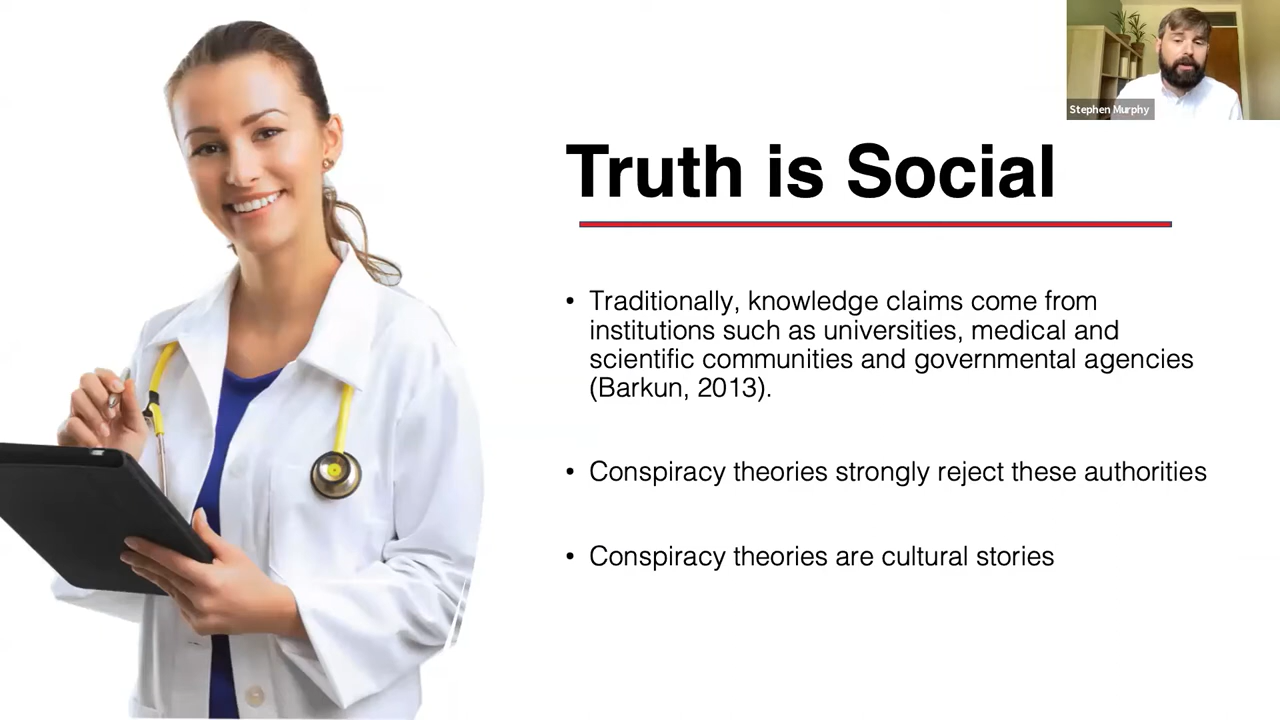 Stephen Murphy
Truth is Social
• Traditionally, knowledge claims come from
institutions such as universities, medical and
scientific communities and governmental agencies
(Barkun, 2013).
• Conspiracy theories strongly reject these authorities
• Conspiracy theories are cultural stories